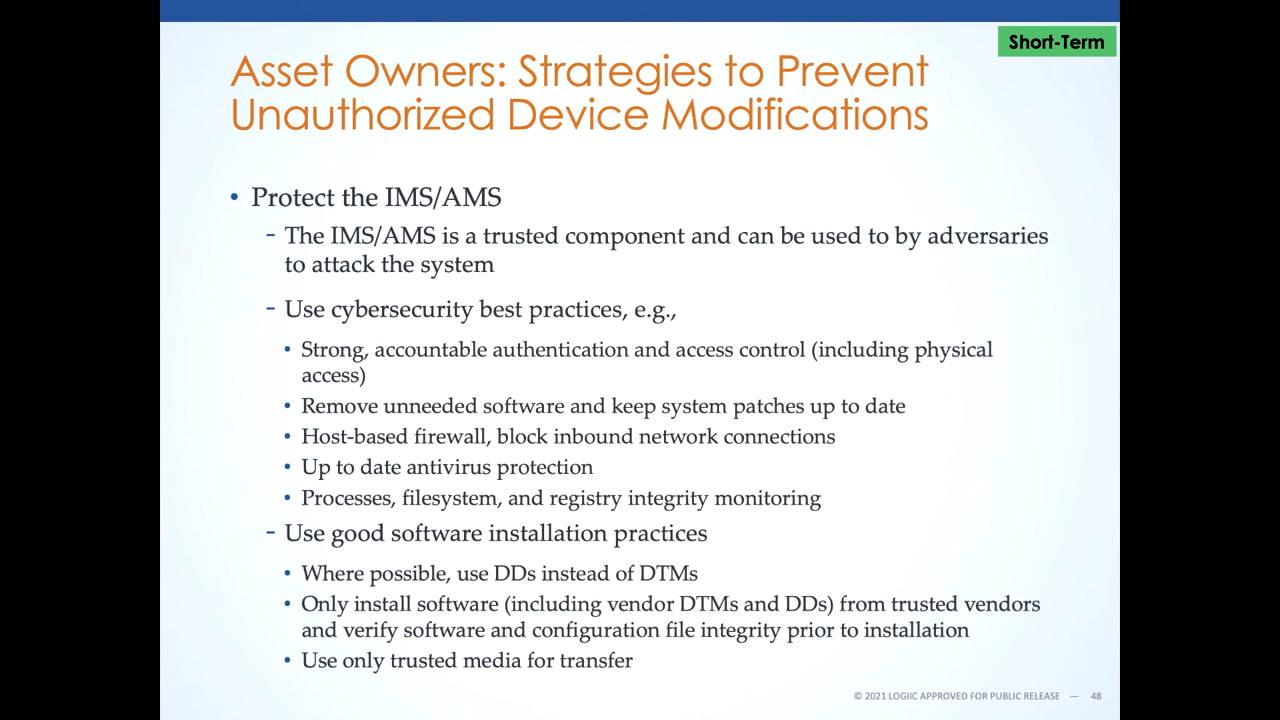 Short-Term
Asset Owners: Strategies to Prevent
Unauthorized Device Modifications
• Protect the IMS/AMS
- The IMS/AMS is a trusted component and can be used to by adversaries
to attack the system
- Use cybersecurity best practices, e.g.,
• Strong, accountable authentication and access control (including physical
access)
• Remove unneeded software and keep system patches up to date
• Host-based firewall, block inbound network connections
• Up to date antivirus protection
• Processes, filesystem, and registry integrity monitoring
- Use good software installation practices
• Where possible, use DDs instead of DTMs
• Only install software (including vendor DTMs and DDs) from trusted vendors
and verify software and configuration file integrity prior to installation
• Use only trusted media for transfer
© 2021 LOGIIC APPROVED FOR PUBLIC RELEASE — 48